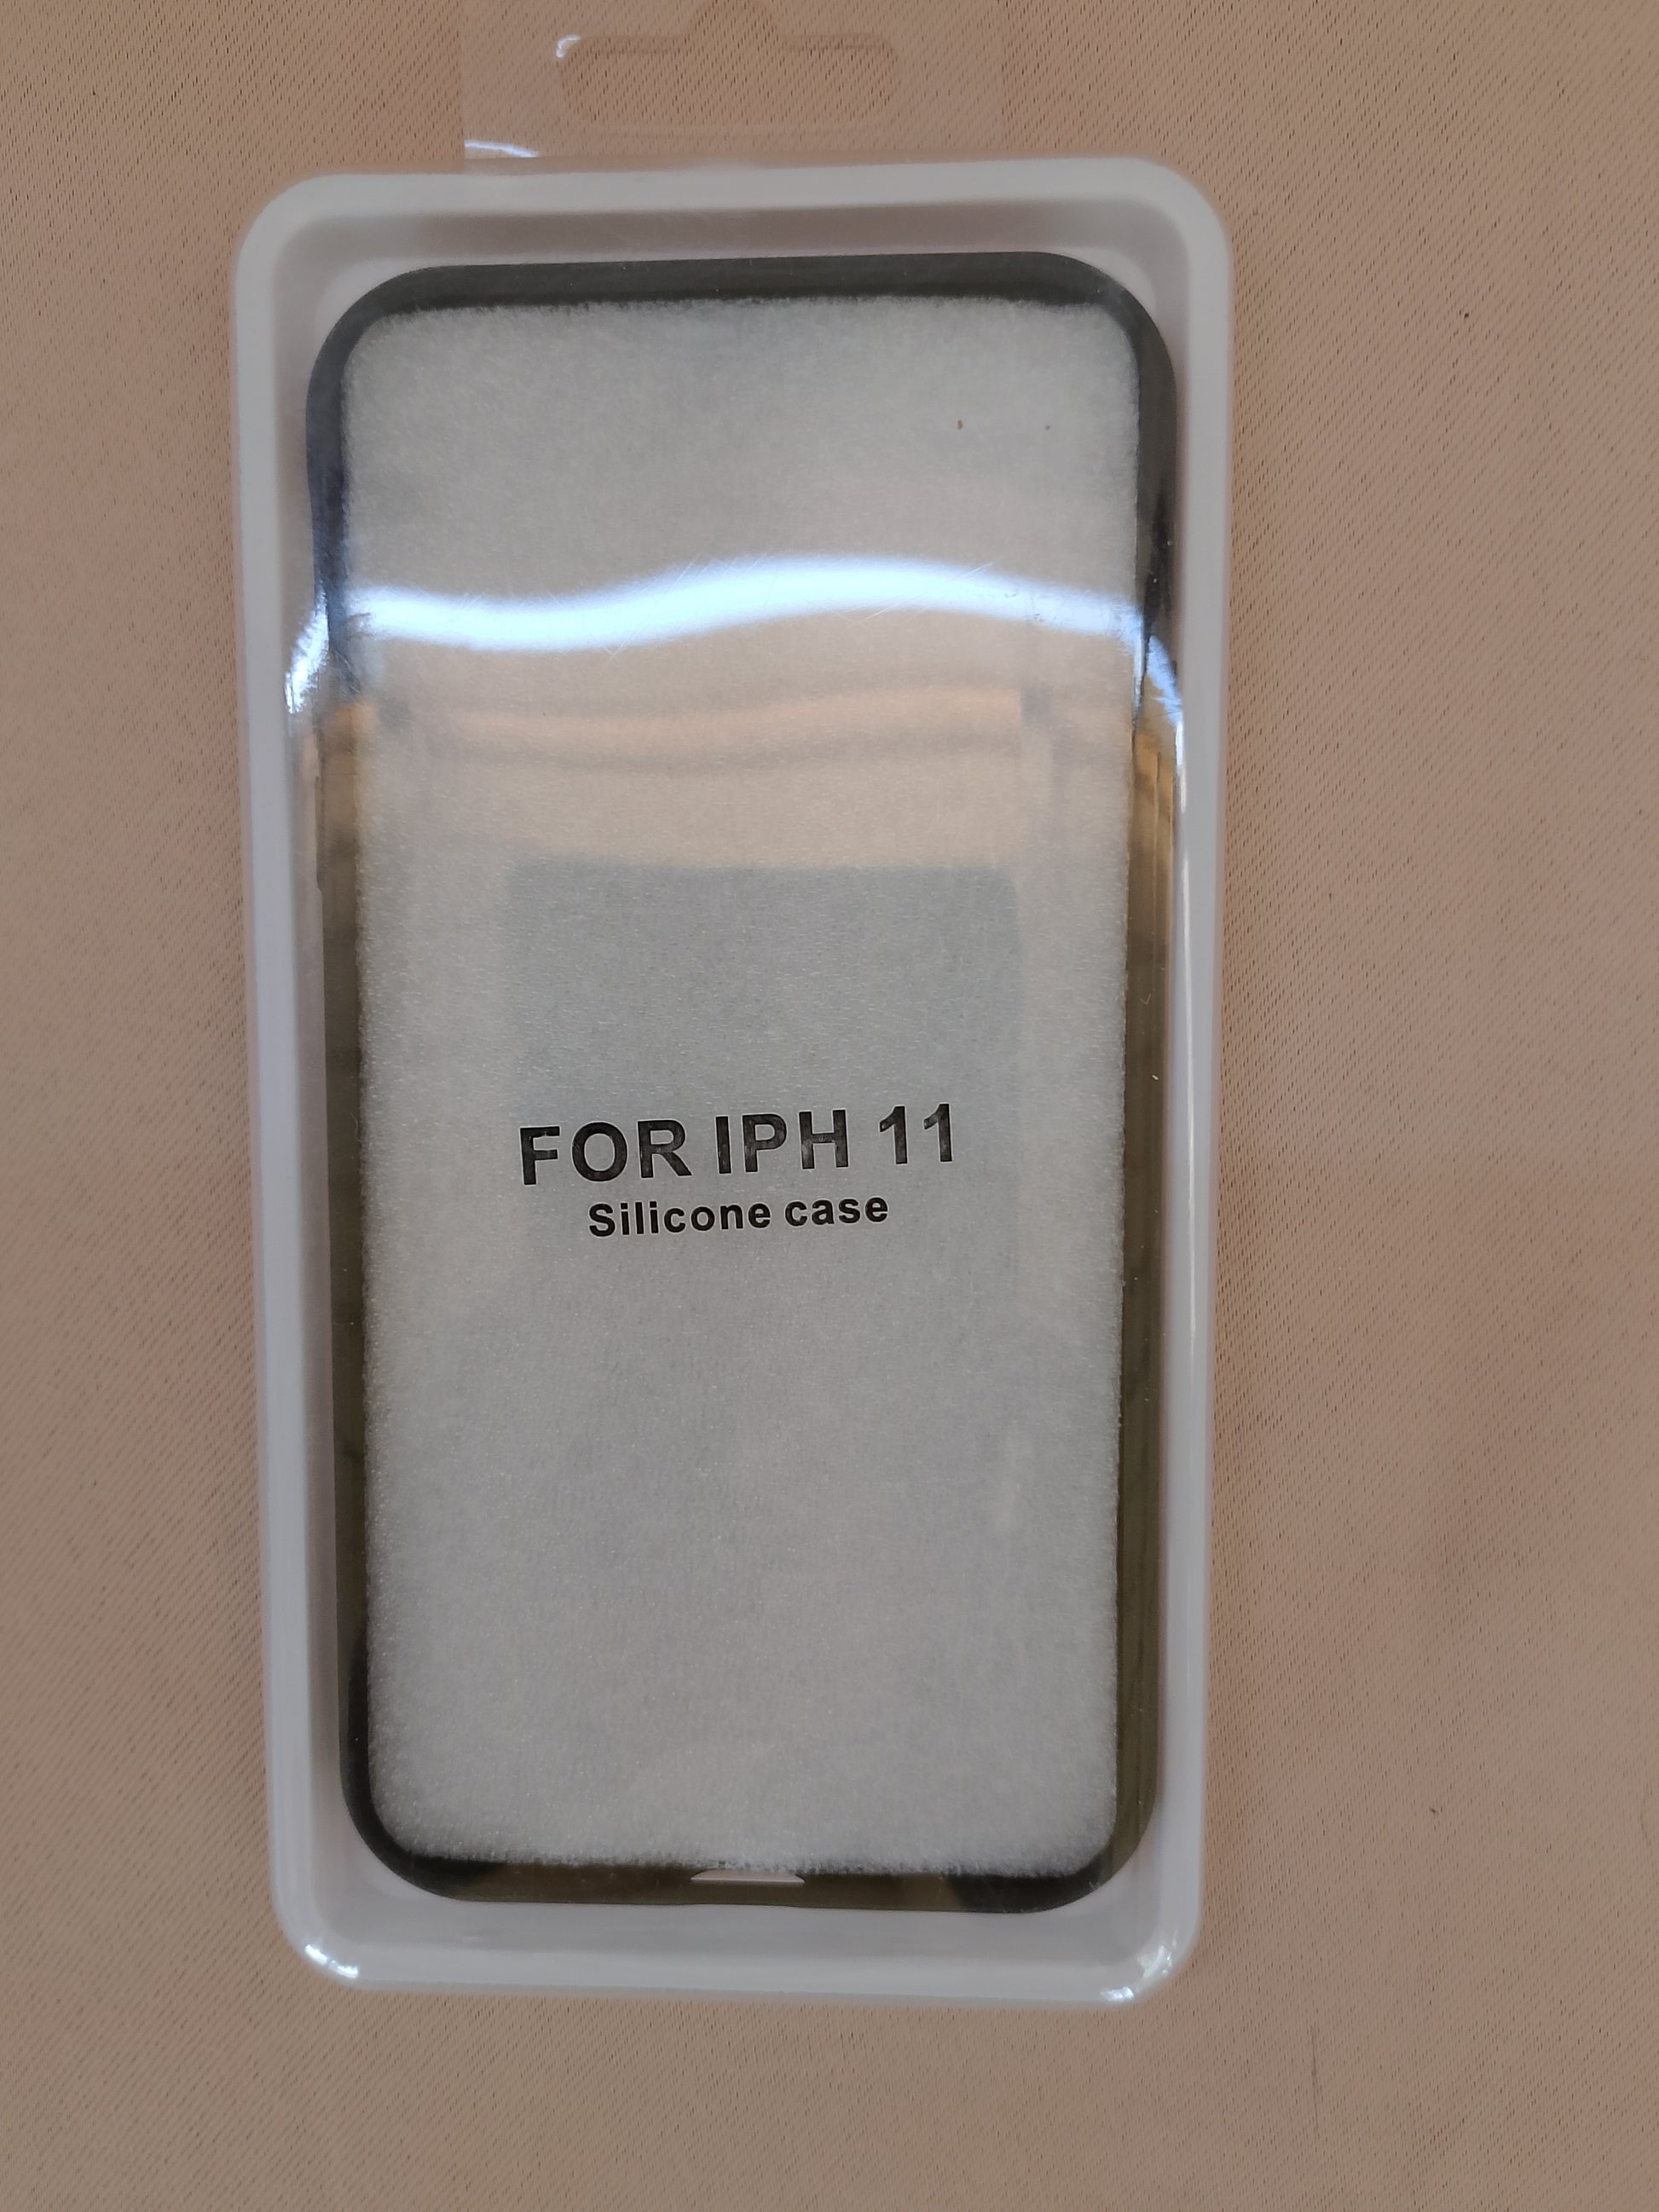 FOR IPH 11
Silicone case